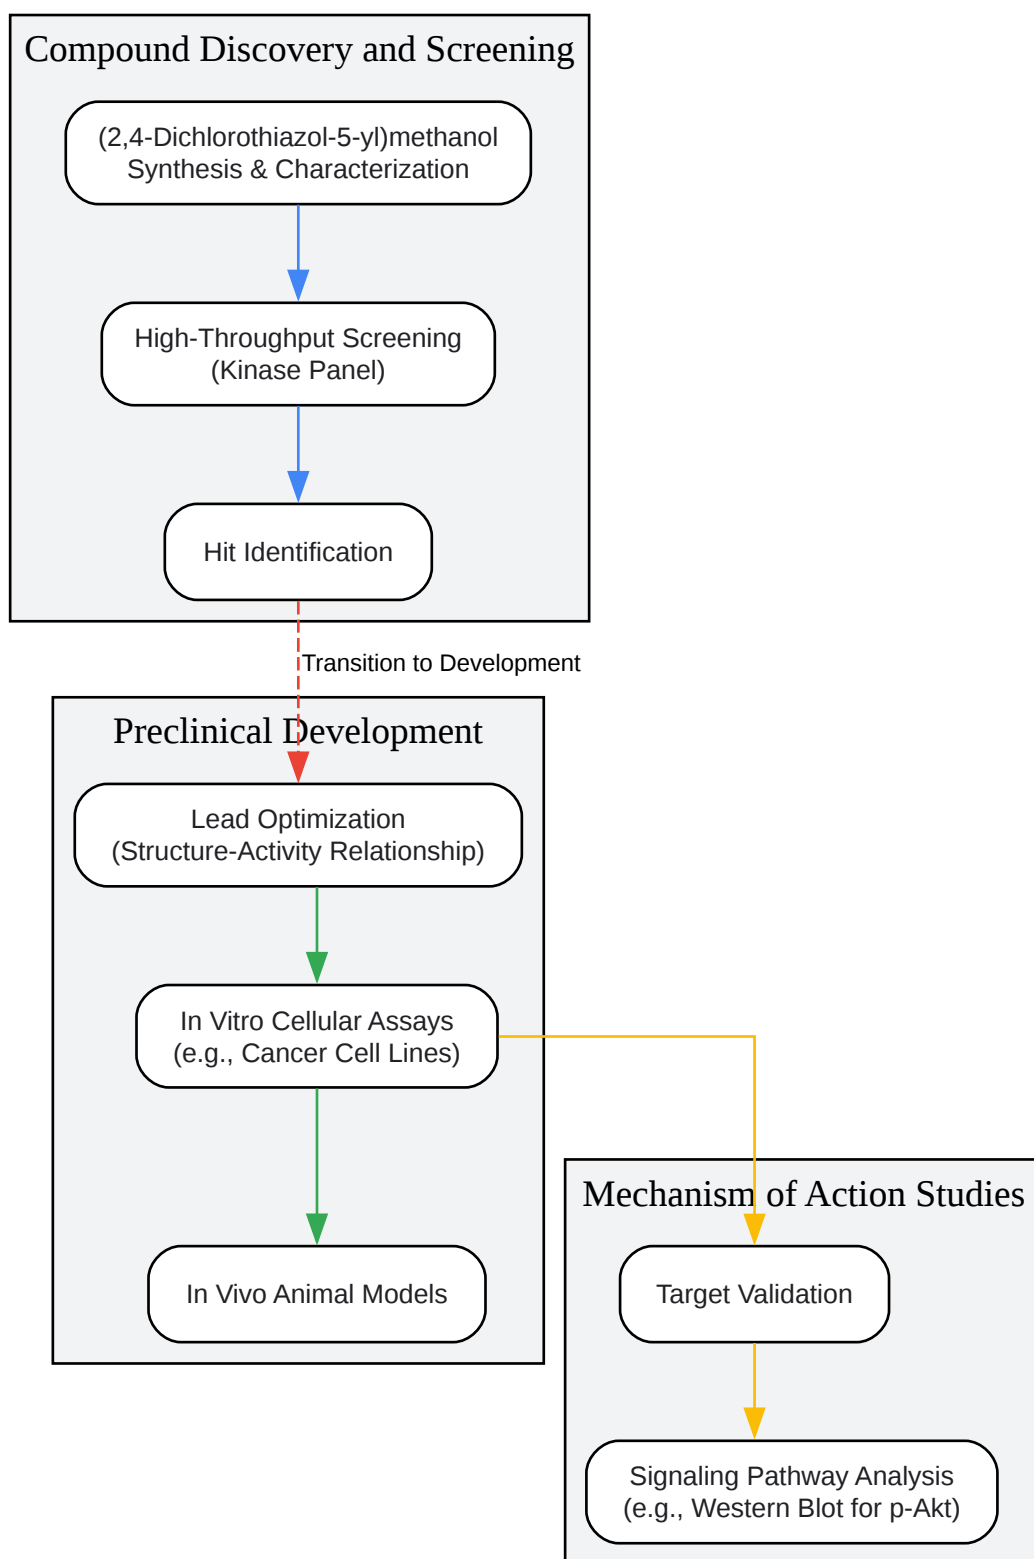 Compound Discovery and Screening
(2,4-Dichlorothiazol-5-yl)methanol
Synthesis & Characterization
High-Throughput Screening
(Kinase Panel)
Hit Identification
Transition to Development
Preclinical Development
Lead Optimization
(Structure-Activity Relationship)
In Vitro Cellular Assays
(e.g., Cancer Cell Lines)
In Vivo Animal Models
Mechanism of Action Studies
Target Validation
Signaling Pathway Analysis
(e.g., Western Blot for p-Akt)